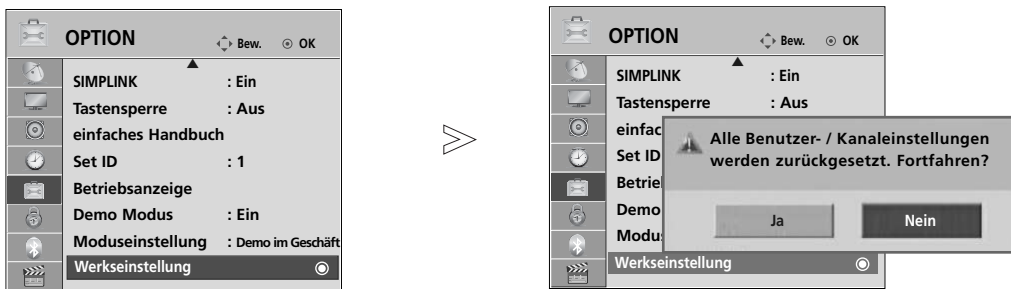 OPTION
Bew. OK
SIMPLINK : Ein
Tastensperre : Aus
einfaches Handbuch
Set ID : 1
Betriebsanzeige
Demo Modus : Ein
Moduseinstellung : Demo im Geschäft
Werkseinstellung
OPTION
Bew. OK
SIMPLINK : Ein
Tastensperre : Aus
einfac
Set ID
Betrie
Demo
Modu
Werkseinstellung
Alle Benutzer- / Kanaleinstellungen
werden zurückgesetzt. Fortfahren?
Ja Nein